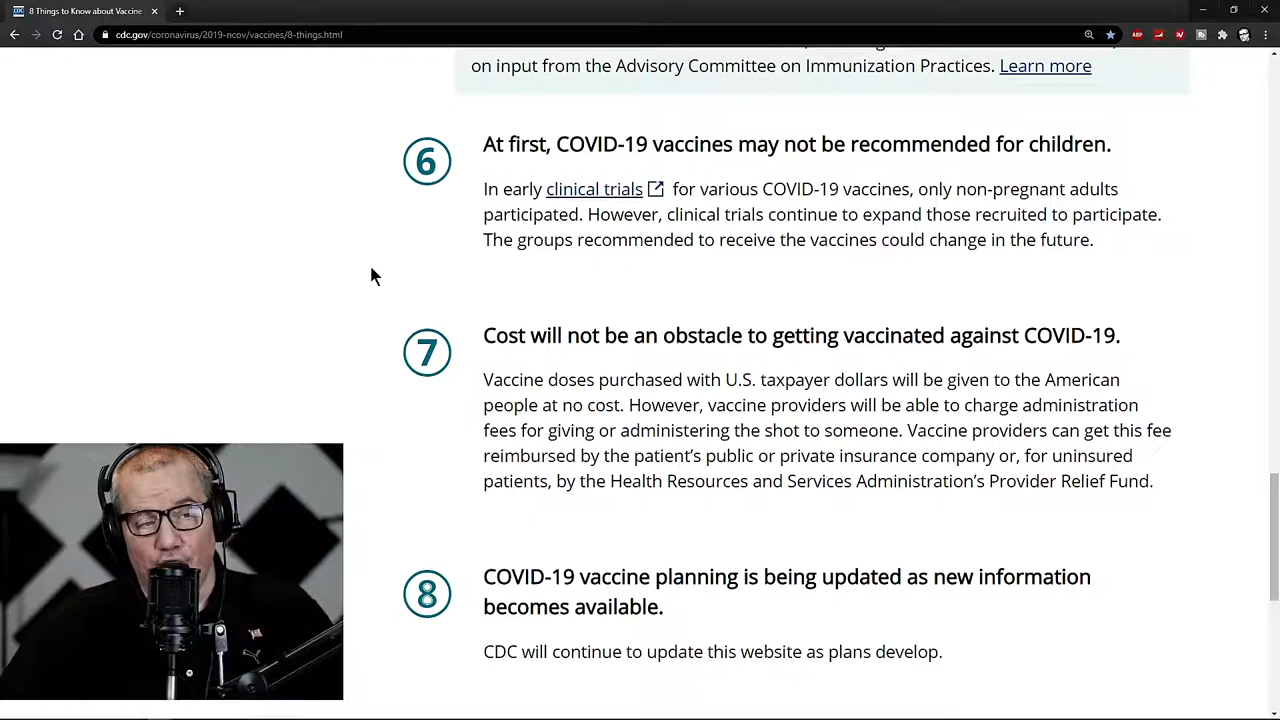 8 Things to Know about Vaccine
cdc.gov/coronavirus/2019-ncov/vaccines/8-things.html
on input from the Advisory Committee on Immunization Practices. Learn more
6
At first, COVID-19 vaccines may not be recommended for children.
In early clinical trials for various COVID-19 vaccines, only non-pregnant adults
participated. However, clinical trials continue to expand those recruited to participate.
The groups recommended to receive the vaccines could change in the future.
7
Cost will not be an obstacle to getting vaccinated against COVID-19.
Vaccine doses purchased with U.S. taxpayer dollars will be given to the American
people at no cost. However, vaccine providers will be able to charge administration
fees for giving or administering the shot to someone. Vaccine providers can get this fee
reimbursed by the patient's public or private insurance company or, for uninsured
patients, by the Health Resources and Services Administration's Provider Relief Fund.
8
COVID-19 vaccine planning is being updated as new information
becomes available.
CDC will continue to update this website as plans develop.